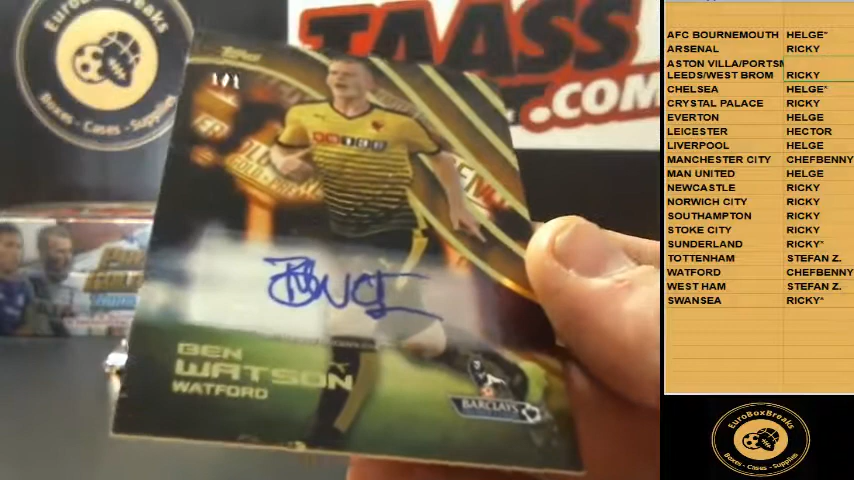 EuroBoxBreaks
Boxes - Cases - Supplies
TAASS
.COM
Topps
1/1
BEN
WATSON
WATFORD
BARCLAYS
AFC BOURNEMOUTH HELGE*
ARSENAL RICKY
ASTON VILLA/PORTSM
LEEDS/WEST BROM RICKY
CHELSEA HELGE*
CRYSTAL PALACE RICKY
EVERTON HELGE
LEICESTER HECTOR
LIVERPOOL HELGE
MANCHESTER CITY CHEFBENNY
MAN UNITED HELGE
NEWCASTLE RICKY
NORWICH CITY RICKY
SOUTHAMPTON RICKY
STOKE CITY RICKY
SUNDERLAND RICKY*
TOTTENHAM STEFAN Z.
WATFORD CHEFBENNY
WEST HAM STEFAN Z.
SWANSEA RICKY*
EuroBoxBreaks
Boxes - Cases - Supplies